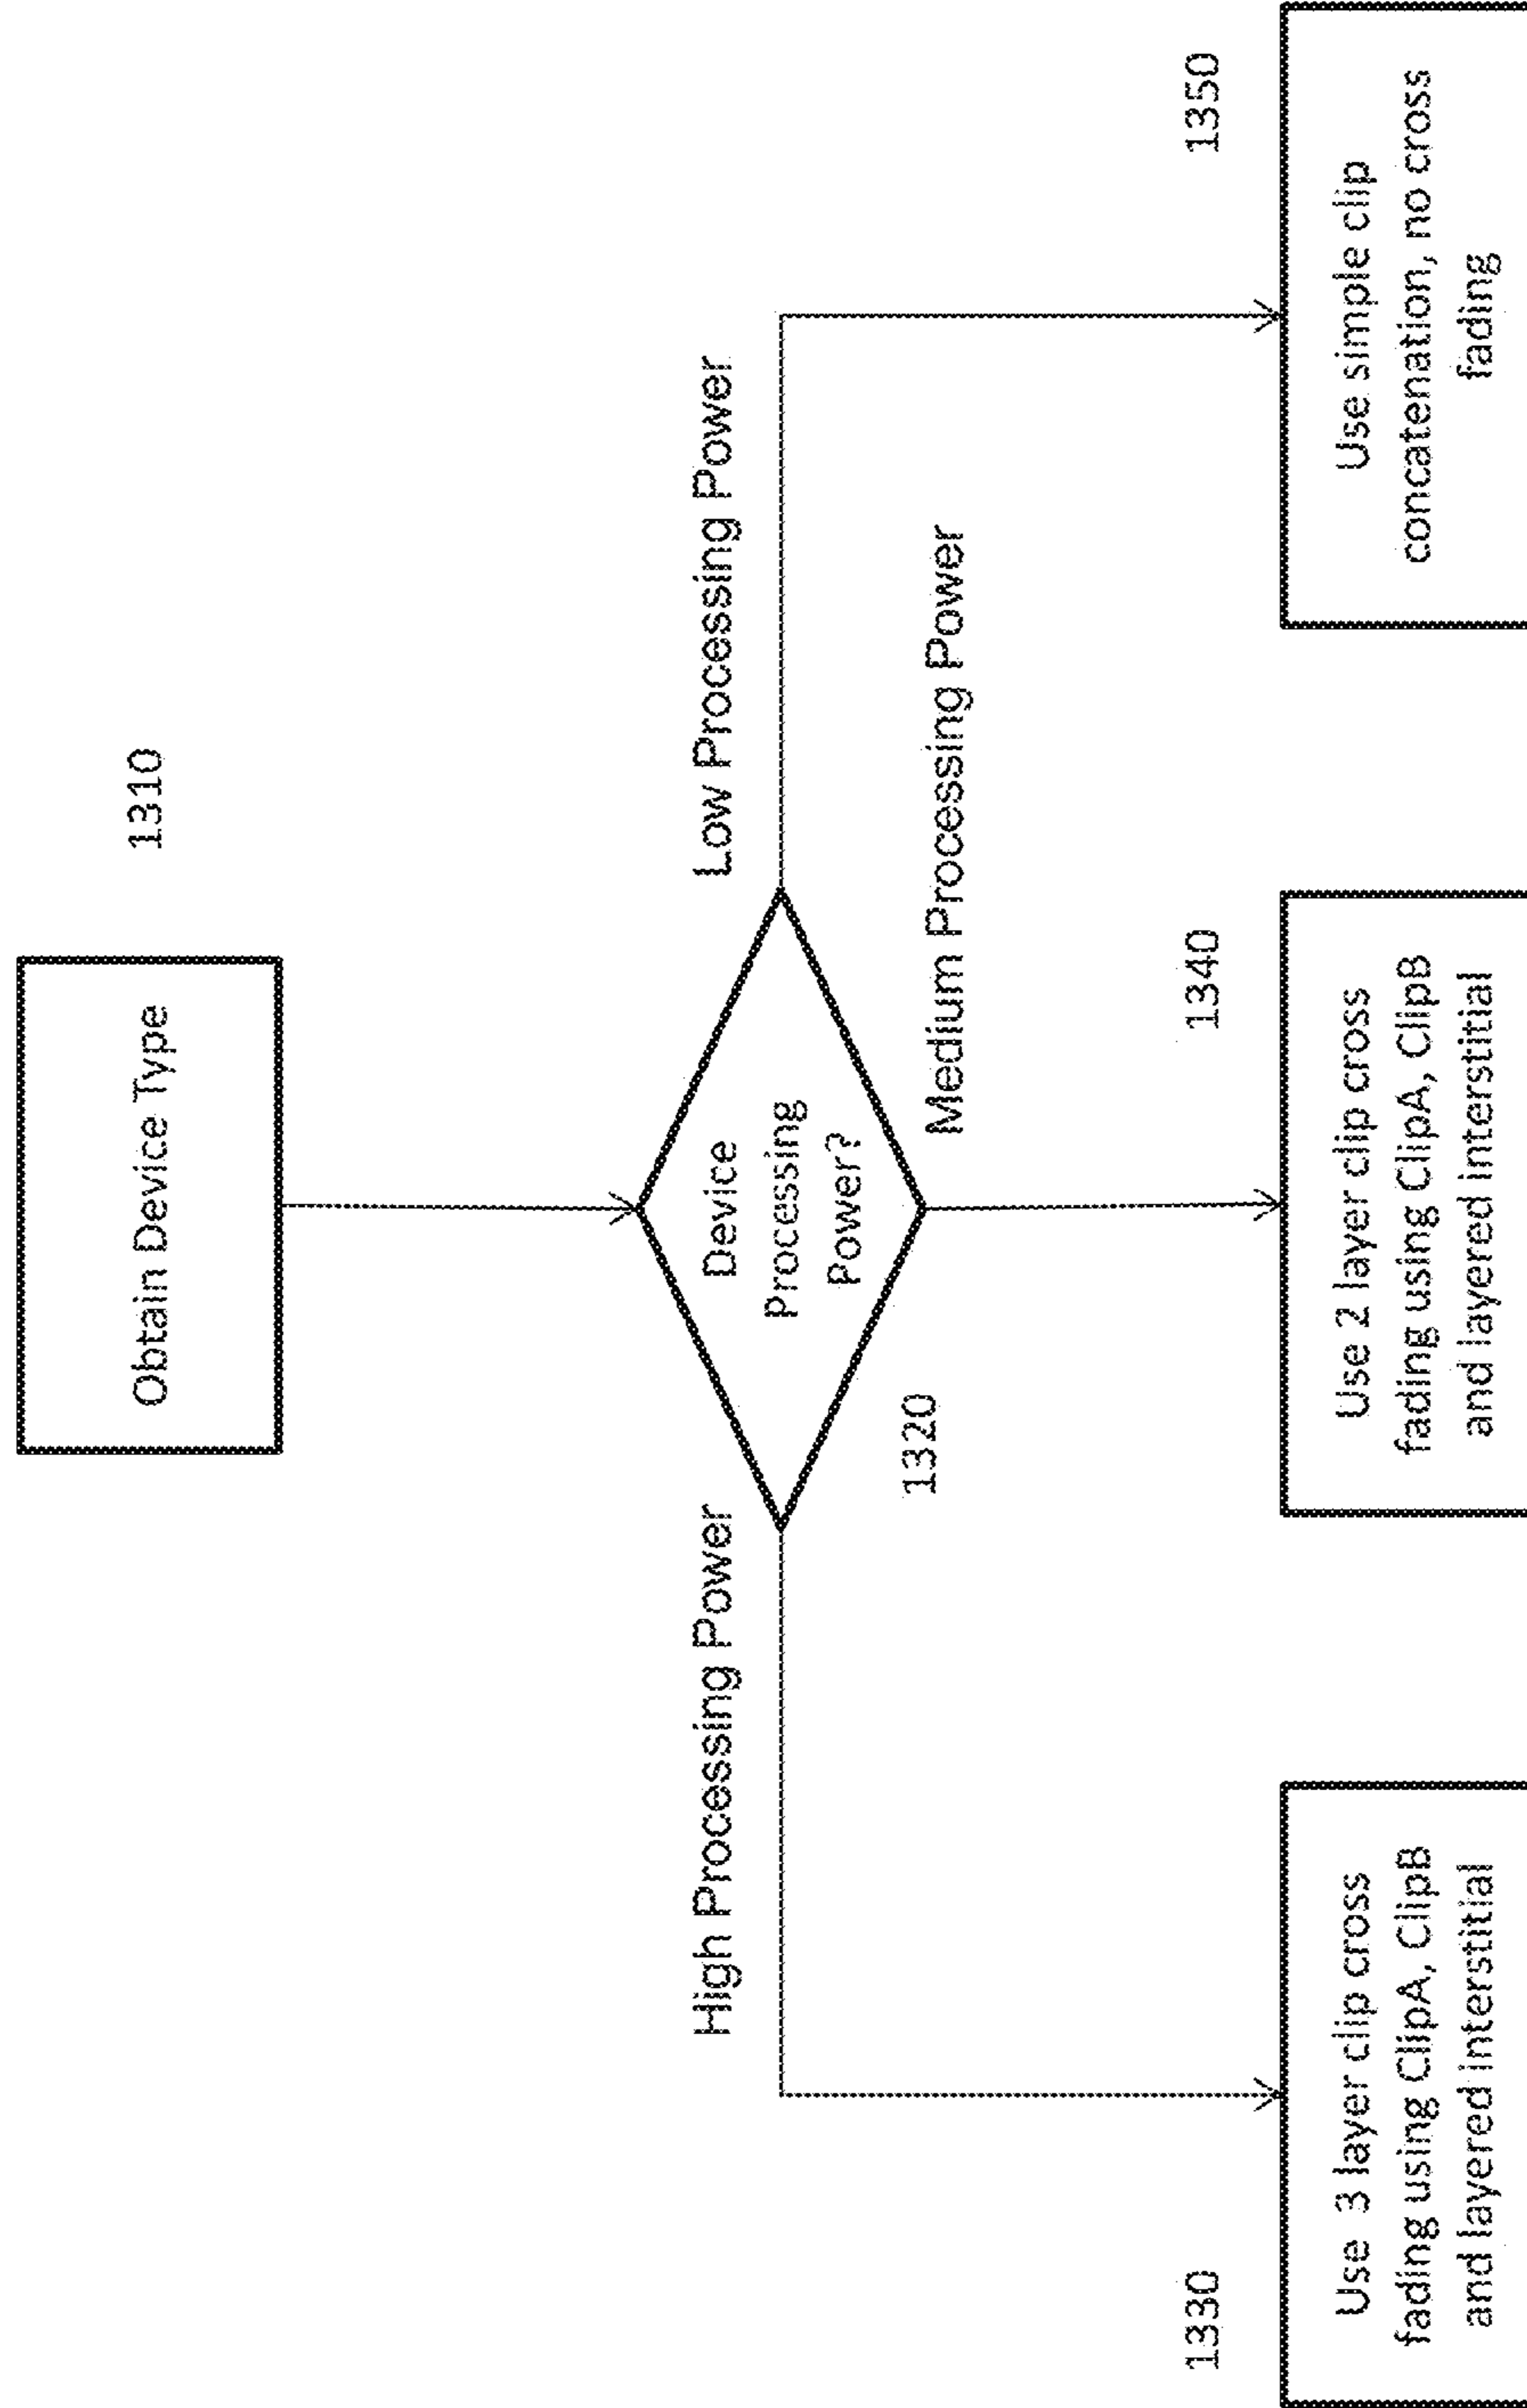 Obtain Device Type
1310
High Processing Power
Low Processing Power
Device
Processing
Power?
1320
Medium Processing Power
1330
1340
1350
Use 3 layer clip cross
fading using ClipA, ClipB
and layered interstitial
Use 2 layer clip cross
fading using ClipA, ClipB
and layered interstitial
Use simple clip
concatenation, no cross
fading